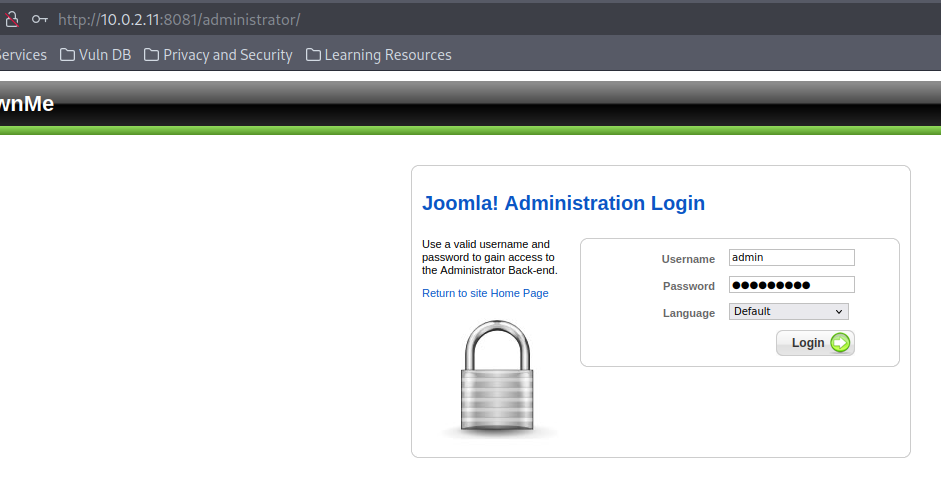 http://10.0.2.11:8081/administrator/
ervices Vuln DB Privacy and Security Learning Resources
wnMe
Joomla! Administration Login
Use a valid username and
password to gain access to
the Administrator Back-end.
Return to site Home Page
Username admin
Password ●●●●●●●●●
Language Default
Login